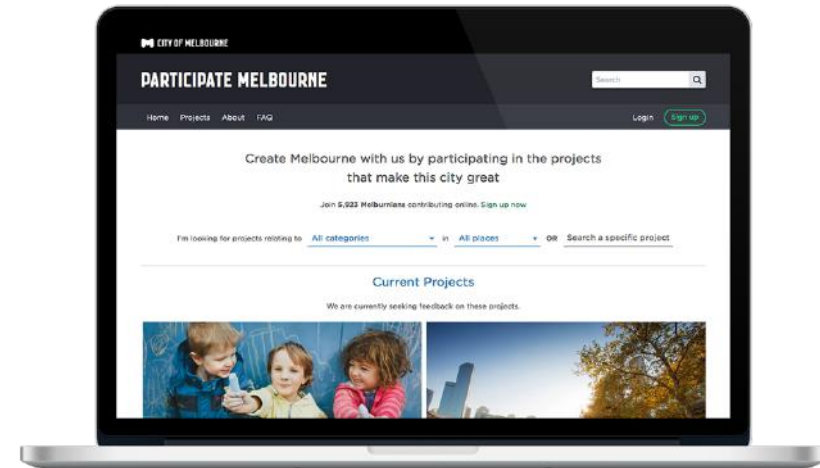 CITY OF MELBOURNE
PARTICIPATE MELBOURNE
Search
Home Projects About FAQ
Login Sign up
Create Melbourne with us by participating in the projects
that make this city great
Join 5,923 Melburnians contributing online. Sign up now
I'm looking for projects relating to All categories in All places OR Search a specific project
Current Projects
We are currently seeking feedback on these projects.